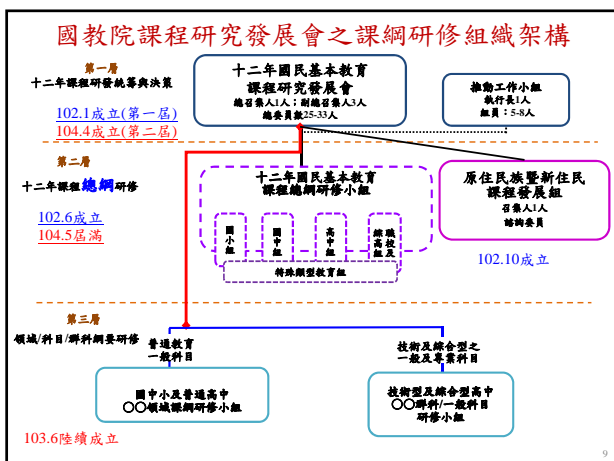 國教院課程研究發展會之課綱研修組織架構
第一層
十二年課程研發統籌與決策
102.1成立(第一屆)
104.4成立(第二屆)
十二年國民基本教育
課程研究發展會
總召集人1人；副總召集人3人
總委員數25-33人
推動工作小組
執行長1人
組員：5-8人
第二層
十二年課程總綱研修
102.6成立
104.5屆滿
十二年國民基本教育
課程總綱研修小組
國小組
國中組
高中組
職校及
綜高組
特殊類型教育組
原住民族暨新住民
課程發展組
召集人1人
諮詢委員
102.10成立
第三層
領域/科目/群科綱要研修
普通教育
一般科目
技術型及綜合型之
一般及專業科目
國中小及普通高中
〇〇領域課綱研修小組
技術型及綜合型高中
〇〇群科/一般科目
研修小組
103.6陸續成立
9